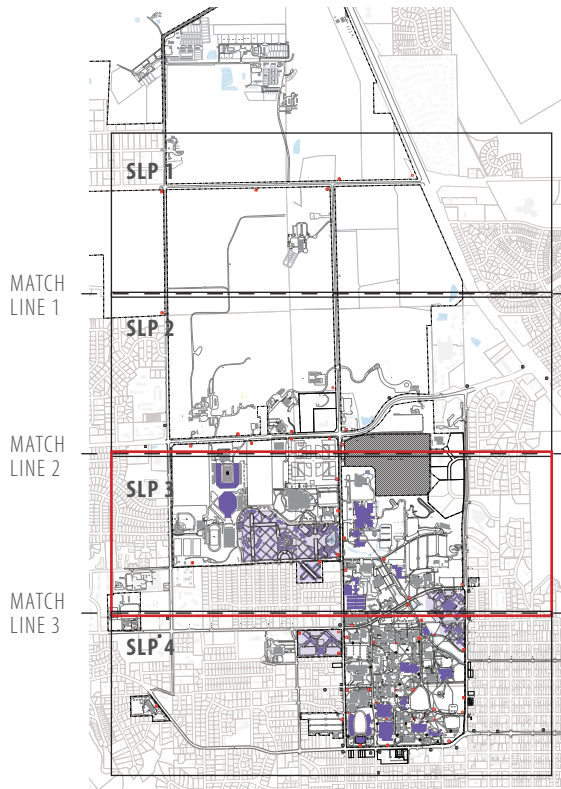 SLP 1
MATCH
LINE 1
SLP 2
MATCH
LINE 2
SLP 3
MATCH
LINE 3
SLP 4